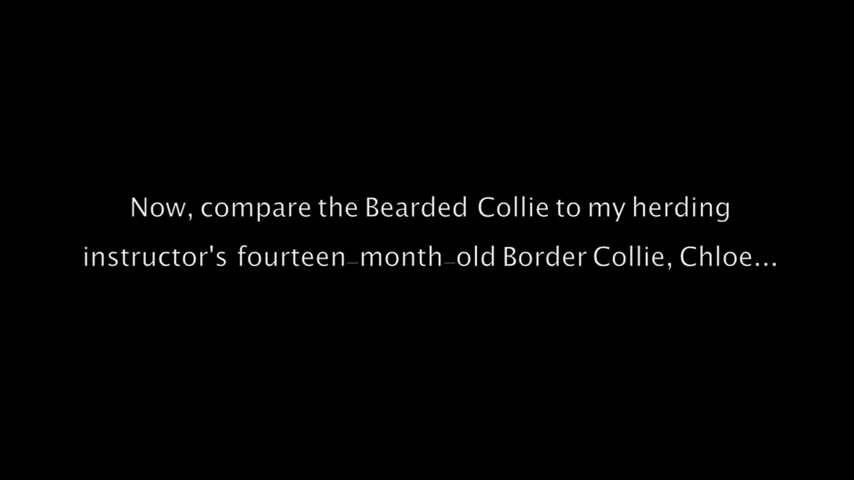 Now, compare the Bearded Collie to my herding
instructor's fourteen-month-old Border Collie, Chloe...